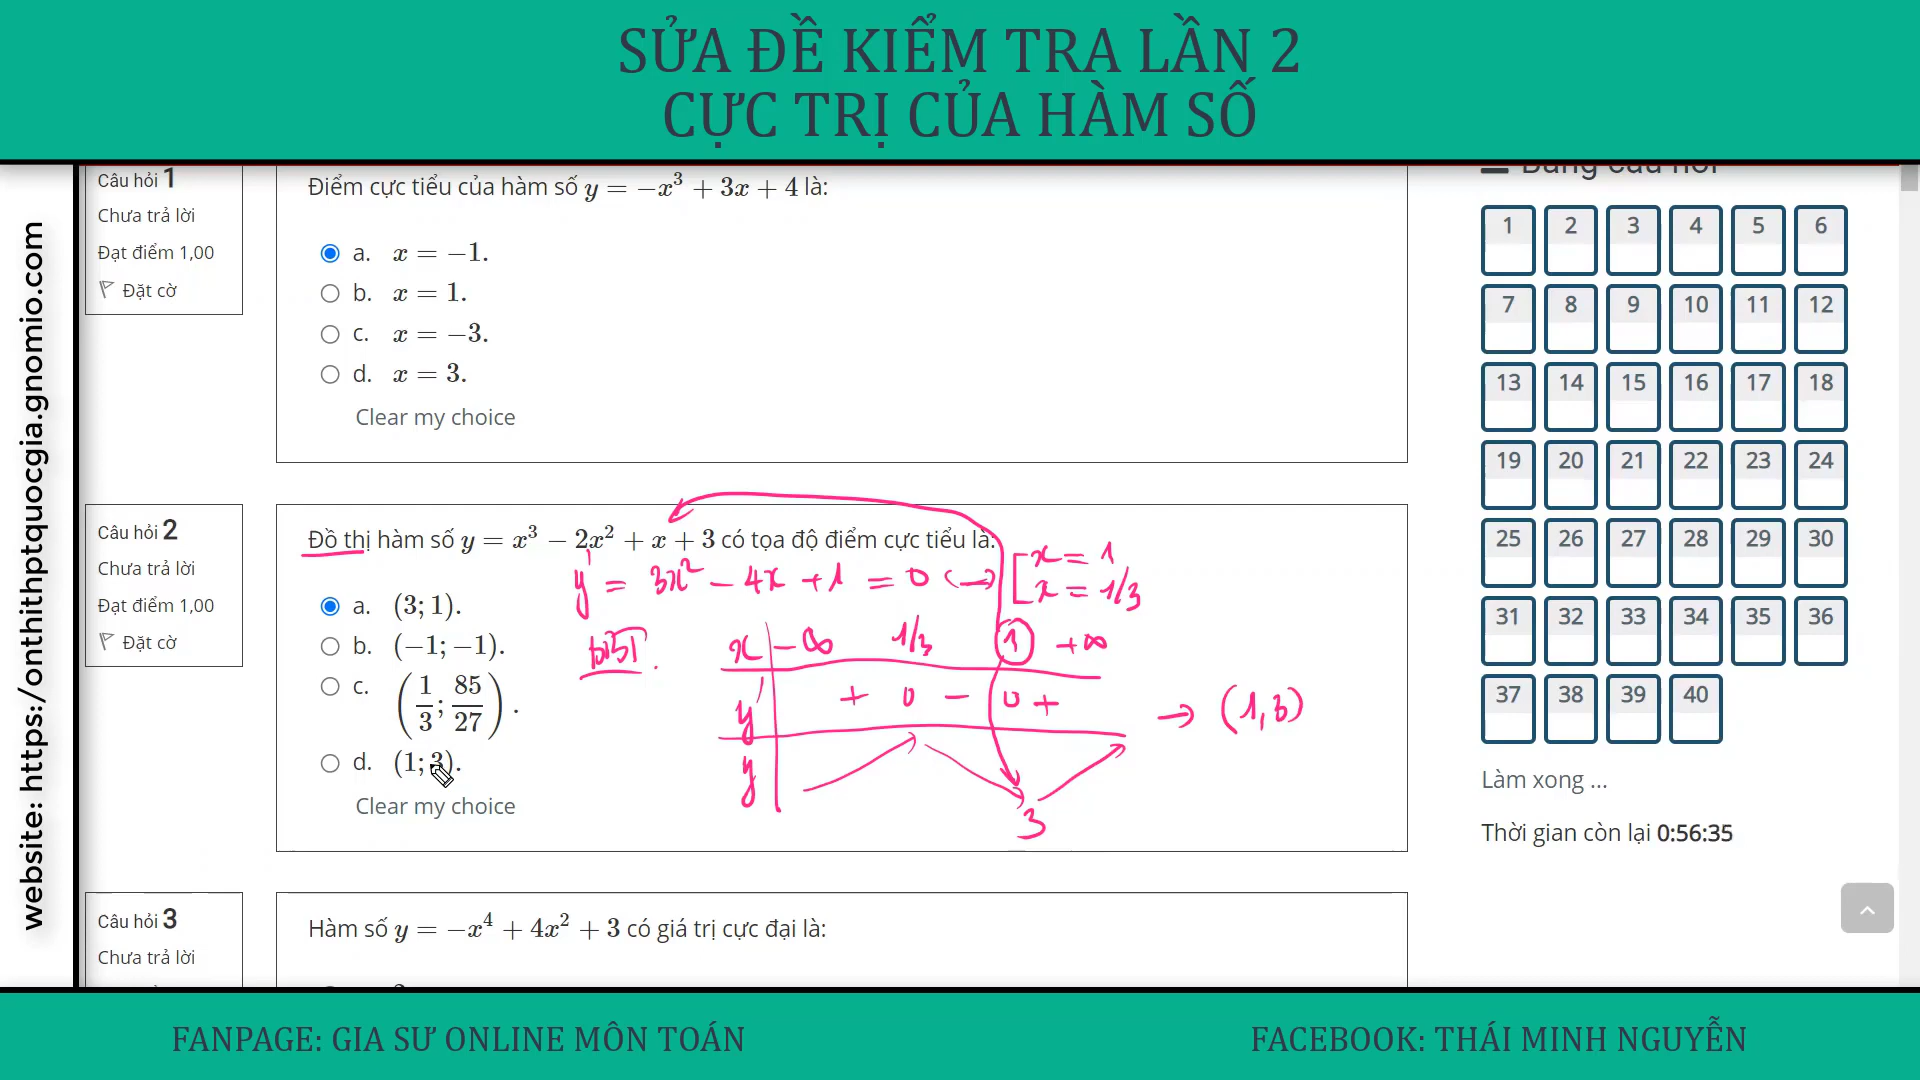 SỬA ĐỀ KIỂM TRA LẦN 2
CỰC TRỊ CỦA HÀM SỐ
website: https:/onthithptquocgia.gnomio.com
Câu hỏi 1
Chưa trả lời
Đạt điểm 1,00
Đặt cờ
Điểm cực tiểu của hàm số y = −x³ + 3x + 4 là:
a. x = −1.
b. x = 1.
c. x = −3.
d. x = 3.
Clear my choice
Câu hỏi 2
Chưa trả lời
Đạt điểm 1,00
Đặt cờ
Đồ thị hàm số y = x³ − 2x² + x + 3 có tọa độ điểm cực tiểu là:
y' = 3x² − 4x + 1 = 0 ⟷ [ x = 1
x = 1/3
a. (3; 1).
b. (−1; −1).
c. (1/3; 85/27).
d. (1; 3).
Clear my choice
BBT.
x −∞ 1/3 1 +∞
y' + 0 − 0 +
y
3
→ (1,3)
Câu hỏi 3
Chưa trả lời
Hàm số y = −x⁴ + 4x² + 3 có giá trị cực đại là:
1 2 3 4 5 6
7 8 9 10 11 12
13 14 15 16 17 18
19 20 21 22 23 24
25 26 27 28 29 30
31 32 33 34 35 36
37 38 39 40
Làm xong ...
Thời gian còn lại 0:56:35
FANPAGE: GIA SƯ ONLINE MÔN TOÁN
FACEBOOK: THÁI MINH NGUYỄN